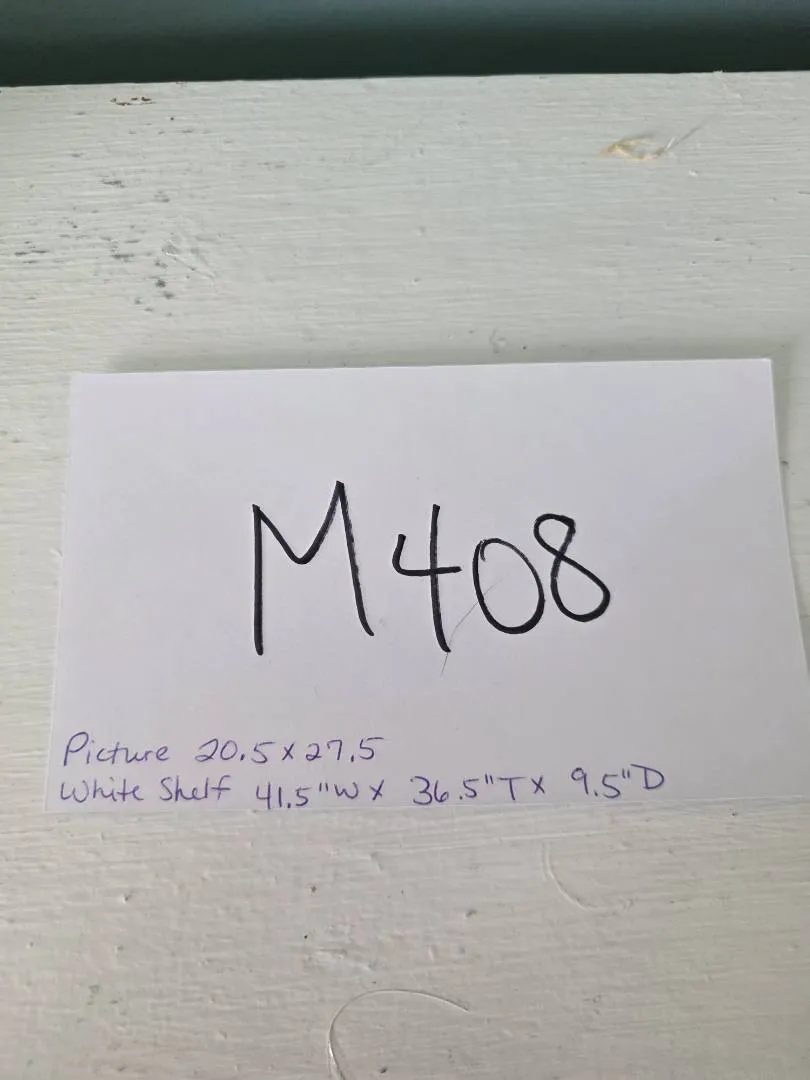 M408
Picture 20.5 x 27.5
White Shelf 41.5"W x 36.5"T x 9.5"D